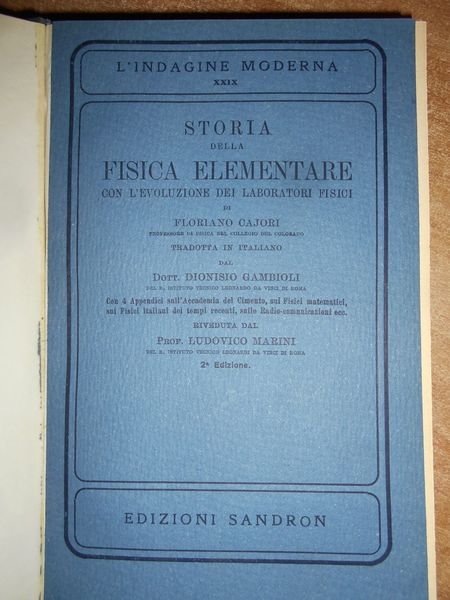 L'INDAGINE MODERNA
XXIX
STORIA
DELLA
FISICA ELEMENTARE
CON L'EVOLUZIONE DEI LABORATORI FISICI
DI
FLORIANO CAJORI
PROFESSORE DI FISICA NEL COLLEGIO DEL COLORADO
TRADOTTA IN ITALIANO
DAL
DOTT. DIONISIO GAMBIOLI
DEL R. ISTITUTO TECNICO LEONARDO DA VINCI DI ROMA
Con 4 Appendici sull'Accademia del Cimento, sui Fisici matematici,
sui Fisici italiani dei tempi recenti, sulle Radio-comunicazioni ecc.
RIVEDUTA DAL
PROF. LUDOVICO MARINI
DEL R. ISTITUTO TECNICO LEONARDI DA VINCI DI ROMA
2ª Edizione.
EDIZIONI SANDRON